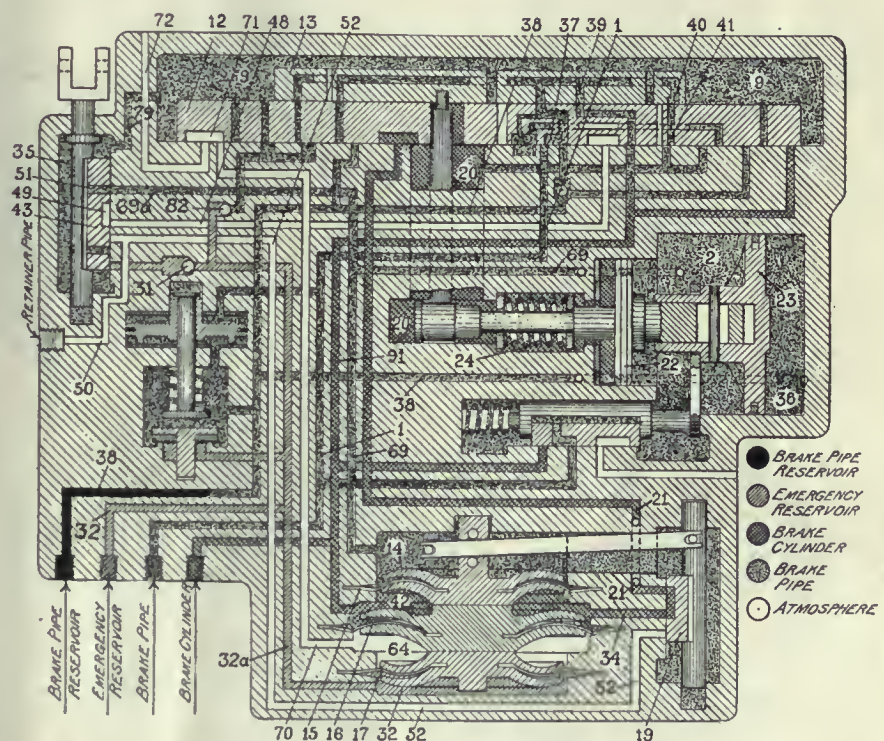 72 12 71 48 13 52 38 37 39 1 40 41
9 9
79
35
51
49
43
69a 82
20
RETAINER PIPE
31
69
2
23
50
20
91
24
22
36
38
1
38
69
32
21
14
42
21
64
34
32a
52
70 15 16 17 32 52 19
BRAKE PIPE
RESERVOIR
EMERGENCY
RESERVOIR
BRAKE PIPE
BRAKE CYLINDER
BRAKE PIPE
RESERVOIR
EMERGENCY
RESERVOIR
BRAKE
CYLINDER
BRAKE
PIPE
ATMOSPHERE